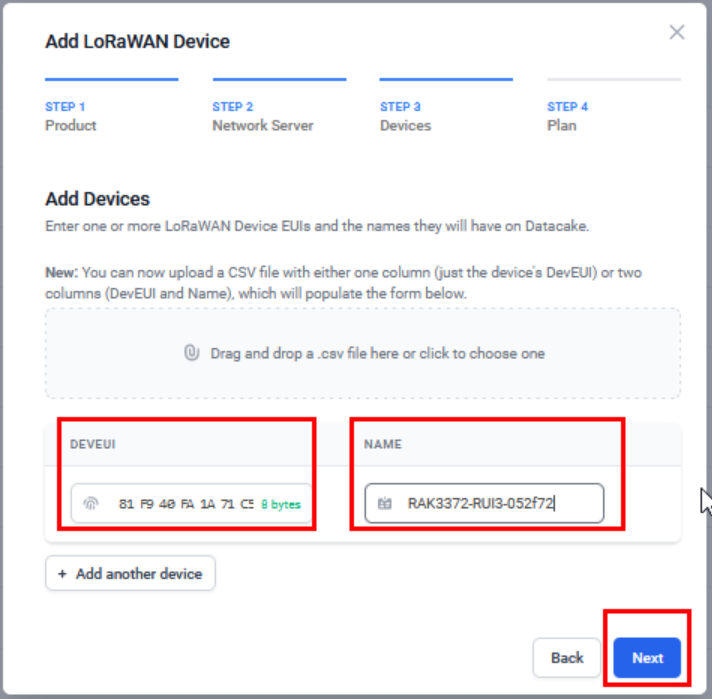 Add LoRaWAN Device
STEP 1 STEP 2 STEP 3 STEP 4
Product Network Server Devices Plan
Add Devices
Enter one or more LoRaWAN Device EUIs and the names they will have on Datacake.
New: You can now upload a CSV file with either one column (just the device's DevEUI) or two
columns (DevEUI and Name), which will populate the form below.
Drag and drop a .csv file here or click to choose one
DEVEUI NAME
81 F9 40 FA 1A 71 C5 8 bytes RAK3372-RUI3-052f72
+ Add another device
Back Next